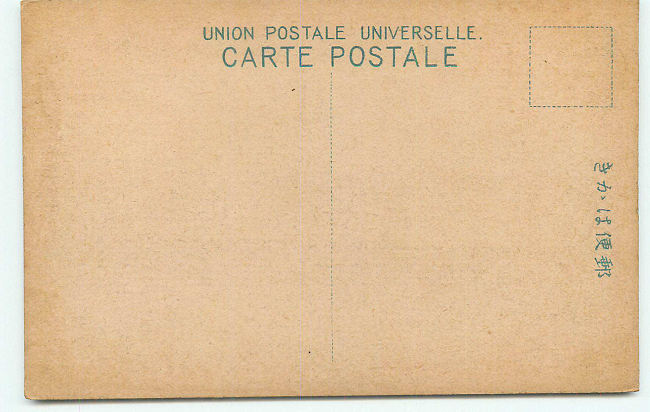 UNION POSTALE UNIVERSELLE.
CARTE POSTALE
郵便はかき